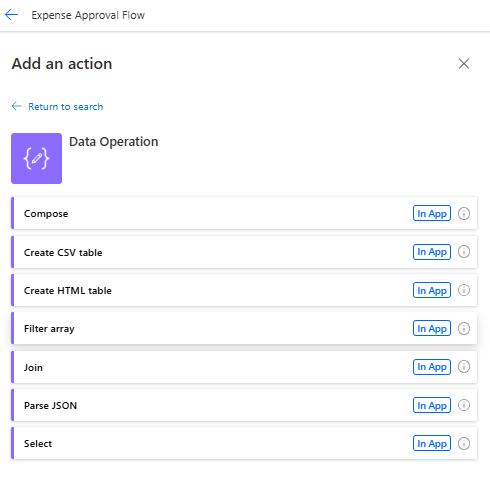 Expense Approval Flow
Add an action
Return to search
Data Operation
Compose In App
Create CSV table In App
Create HTML table In App
Filter array In App
Join In App
Parse JSON In App
Select In App